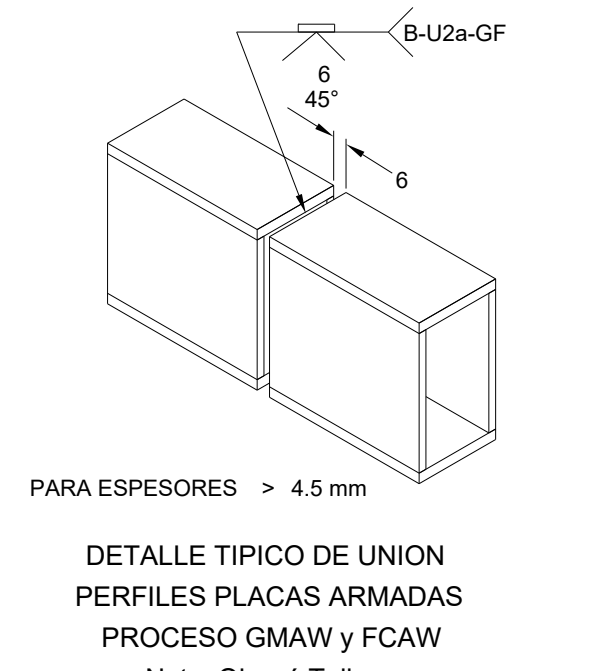 B-U2a-GF
6
45°
6
PARA ESPESORES > 4.5 mm
DETALLE TIPICO DE UNION
PERFILES PLACAS ARMADAS
PROCESO GMAW y FCAW